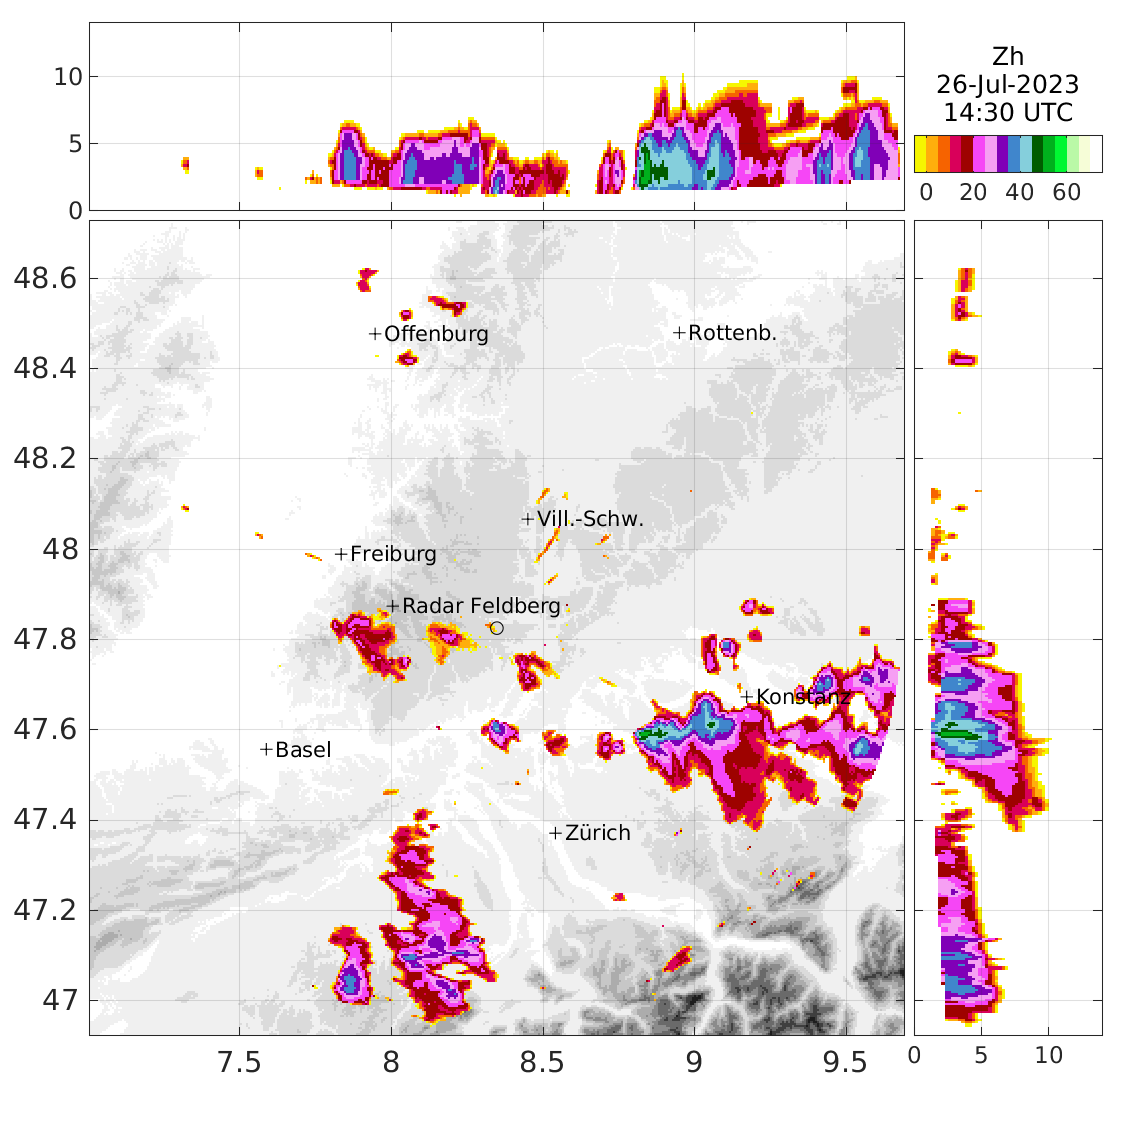 10
5
0
Zh
26-Jul-2023
14:30 UTC
0 20 40 60
48.6
48.4
48.2
48
47.8
47.6
47.4
47.2
47
Offenburg
Rottenb.
Vill.-Schw.
Freiburg
Radar Feldberg
Konstanz
Basel
Zürich
7.5 8 8.5 9 9.5
0 5 10